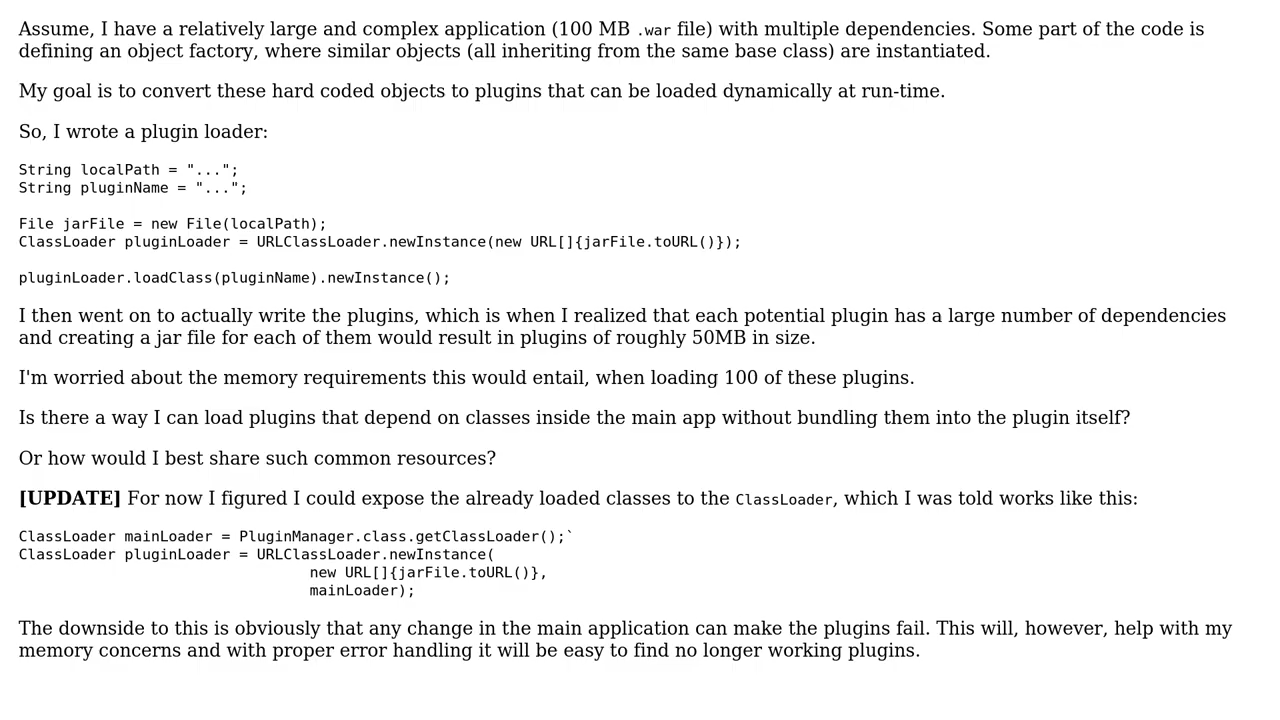 Assume, I have a relatively large and complex application (100 MB .war file) with multiple dependencies. Some part of the code is
defining an object factory, where similar objects (all inheriting from the same base class) are instantiated.
My goal is to convert these hard coded objects to plugins that can be loaded dynamically at run-time.
So, I wrote a plugin loader:
String localPath = "...";
String pluginName = "...";
File jarFile = new File(localPath);
ClassLoader pluginLoader = URLClassLoader.newInstance(new URL[]{jarFile.toURL()});
pluginLoader.loadClass(pluginName).newInstance();
I then went on to actually write the plugins, which is when I realized that each potential plugin has a large number of dependencies
and creating a jar file for each of them would result in plugins of roughly 50MB in size.
I'm worried about the memory requirements this would entail, when loading 100 of these plugins.
Is there a way I can load plugins that depend on classes inside the main app without bundling them into the plugin itself?
Or how would I best share such common resources?
[UPDATE] For now I figured I could expose the already loaded classes to the ClassLoader, which I was told works like this:
ClassLoader mainLoader = PluginManager.class.getClassLoader();`
ClassLoader pluginLoader = URLClassLoader.newInstance(
new URL[]{jarFile.toURL()},
mainLoader);
The downside to this is obviously that any change in the main application can make the plugins fail. This will, however, help with my
memory concerns and with proper error handling it will be easy to find no longer working plugins.